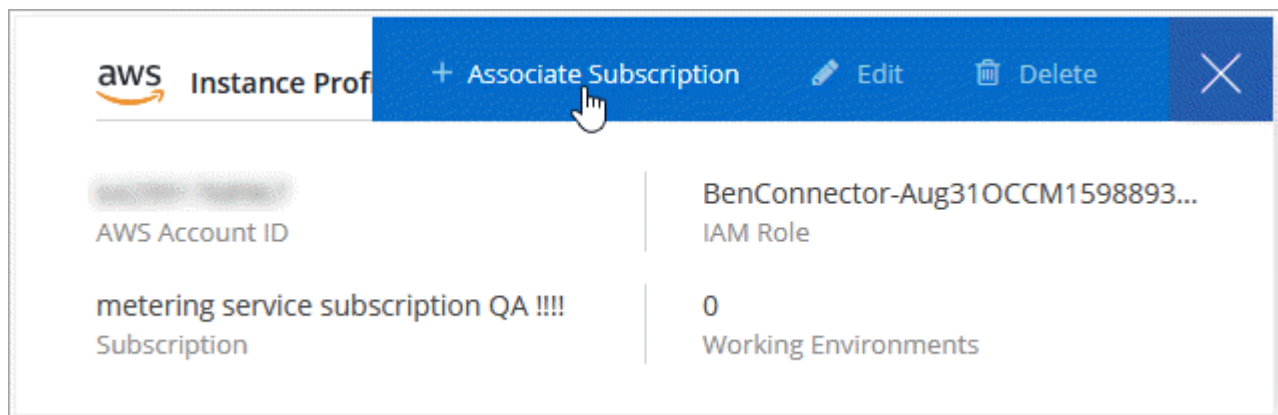 aws Instance Profi + Associate Subscription Edit Delete
BenConnector-Aug31OCCM1598893...
AWS Account ID IAM Role
metering service subscription QA !!!! 0
Subscription Working Environments